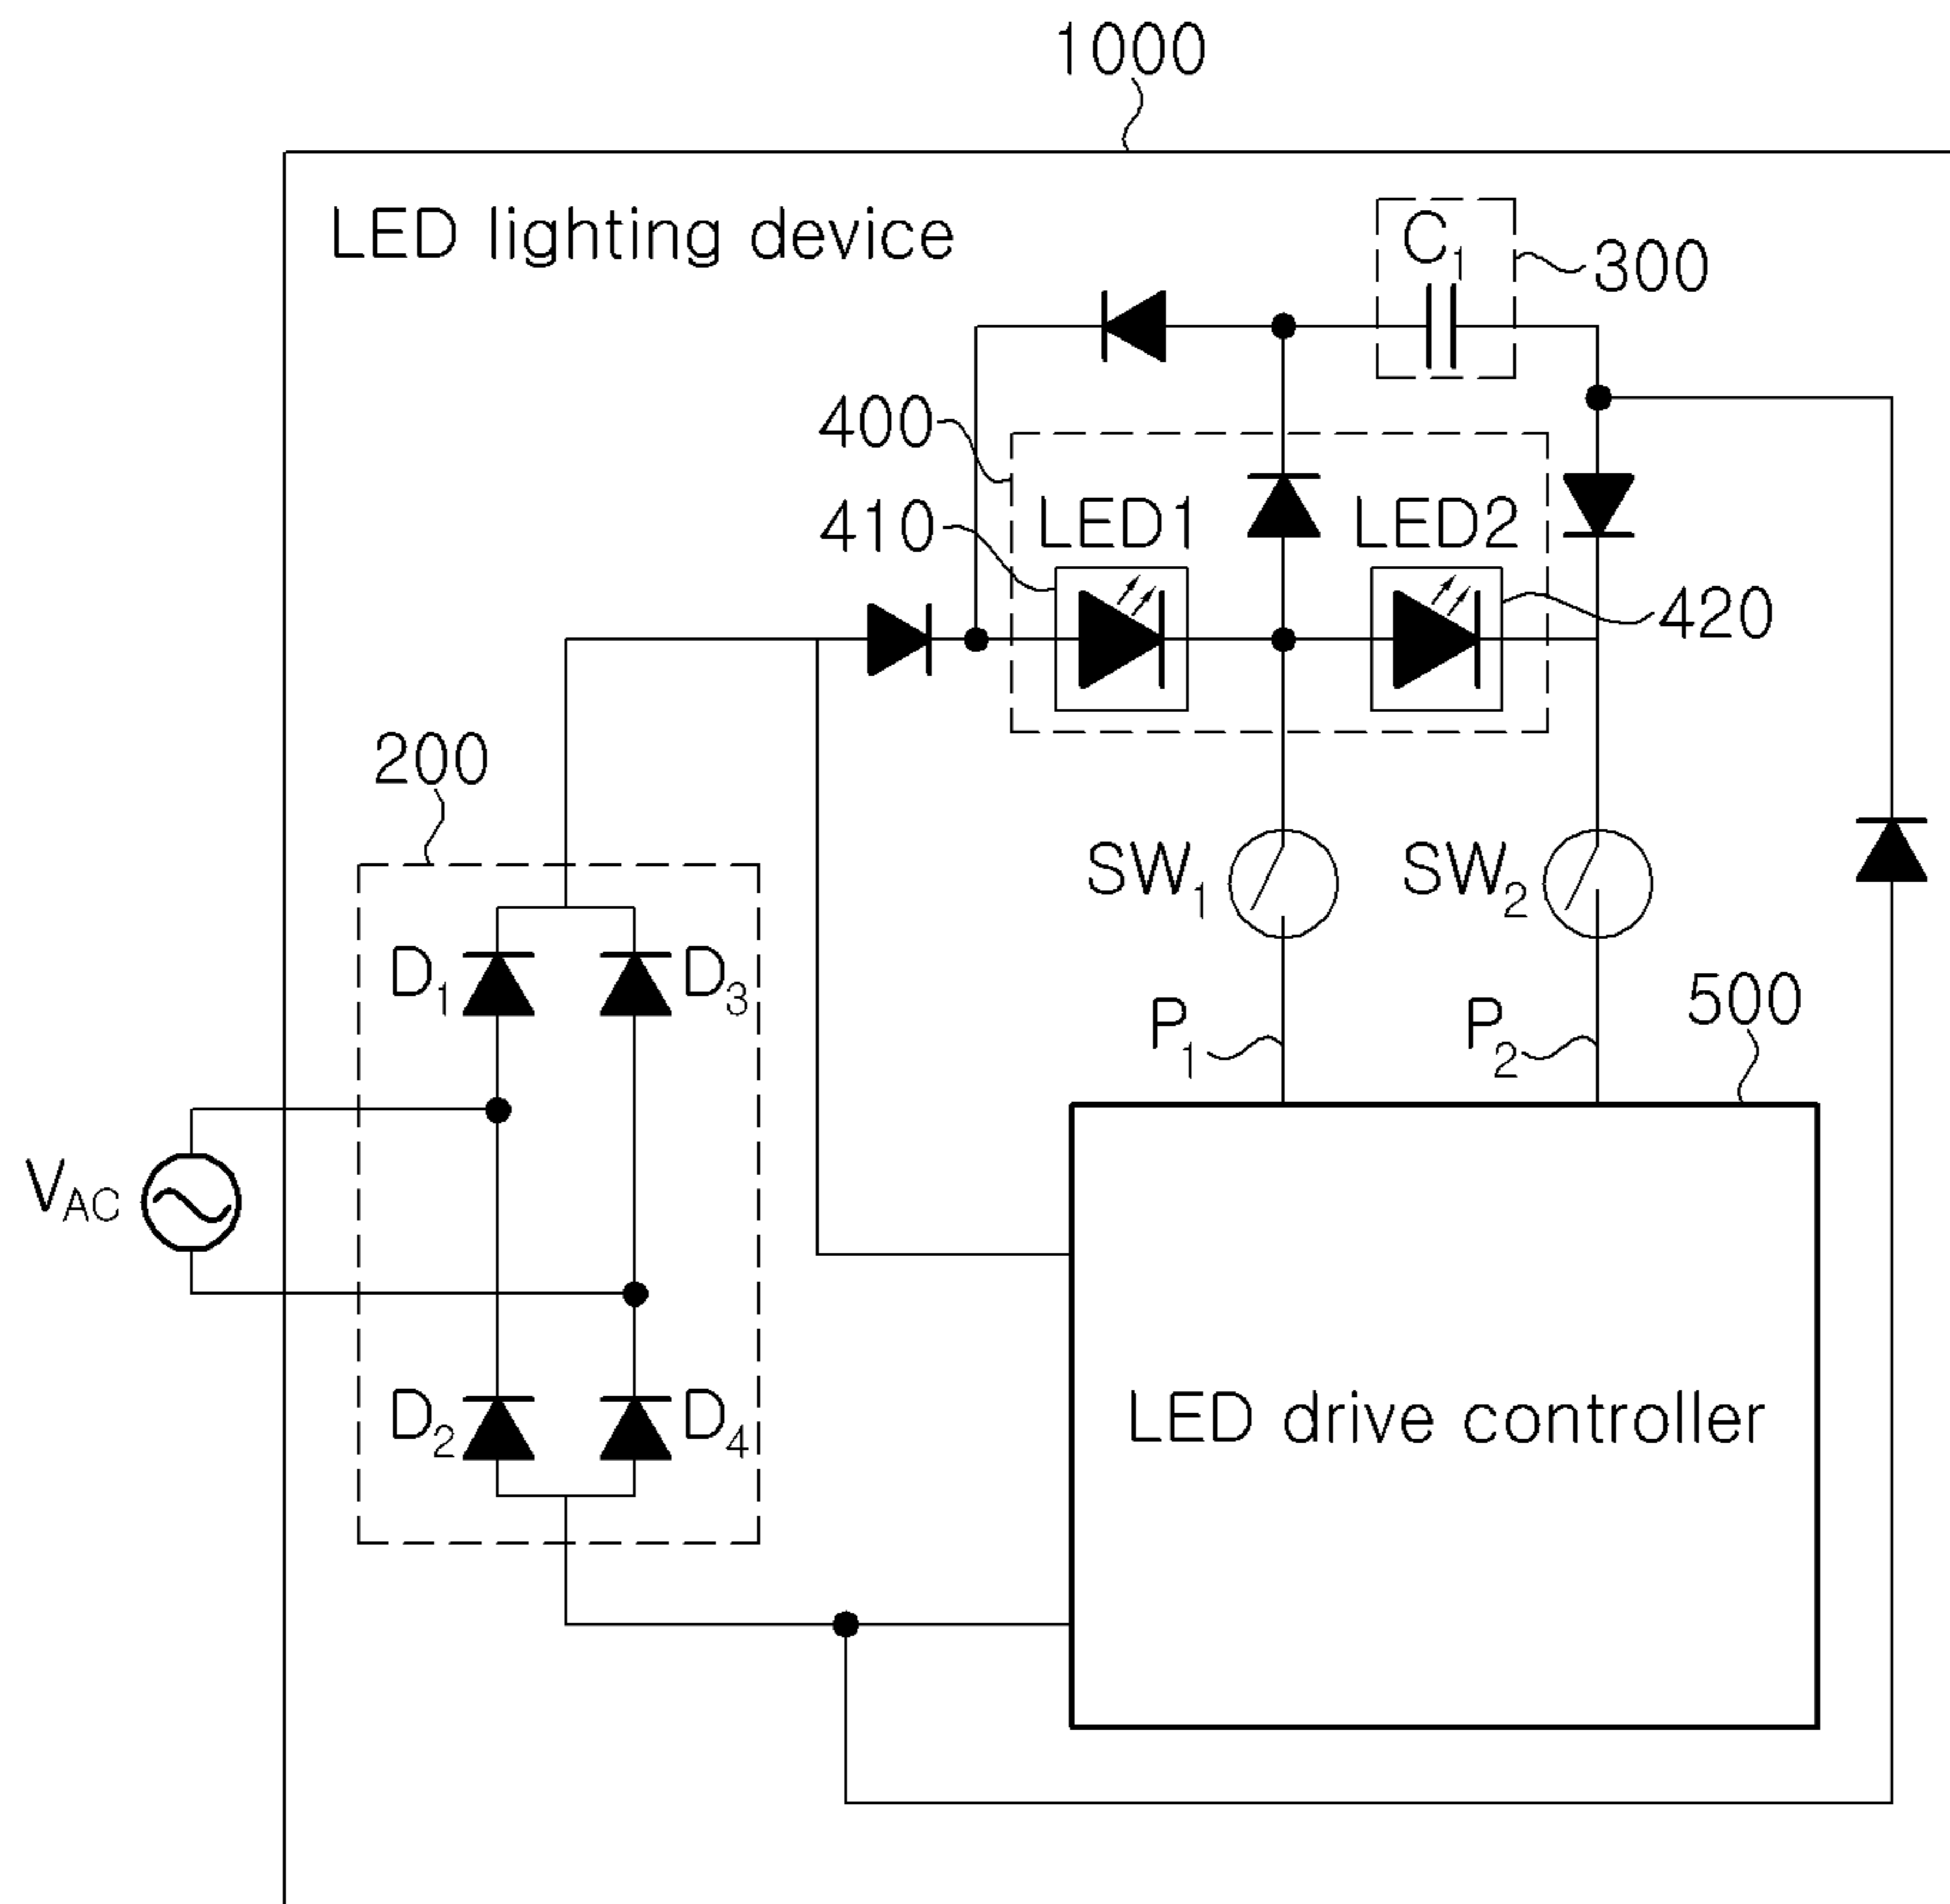 1000
LED lighting device
C1
300
400
410
LED1
LED2
420
200
SW1
SW2
D1
D3
P1
P2
500
VAC
D2
D4
LED drive controller